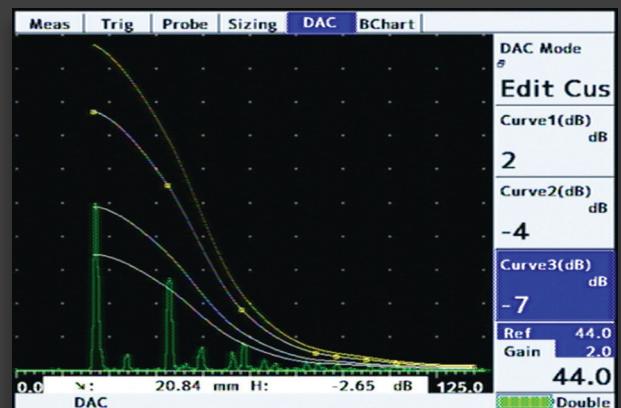 Meas Trig Probe Sizing DAC BChart
DAC Mode
Edit Cus
Curve1(dB)
dB
2
Curve2(dB)
dB
-4
Curve3(dB)
dB
-7
Ref 44.0
Gain 2.0
44.0
0.0 ↘: 20.84 mm H: -2.65 dB 125.0
DAC Double